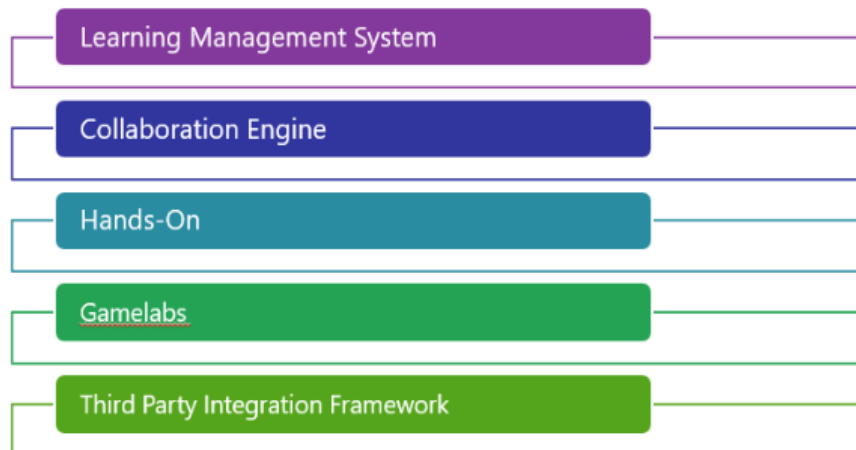 Learning Management System
Collaboration Engine
Hands-On
Gamelabs
Third Party Integration Framework